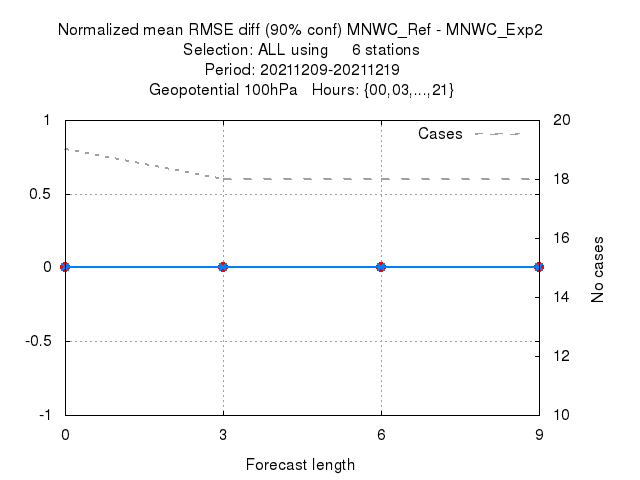 Normalized mean RMSE diff (90% conf) MNWC_Ref - MNWC_Exp2
Selection: ALL using 6 stations
Period: 20211209-20211219
Geopotential 100hPa Hours: {00,03,...,21}
Cases
1
0.5
0
-0.5
-1
20
18
16
14
12
10
No cases
0 3 6 9
Forecast length